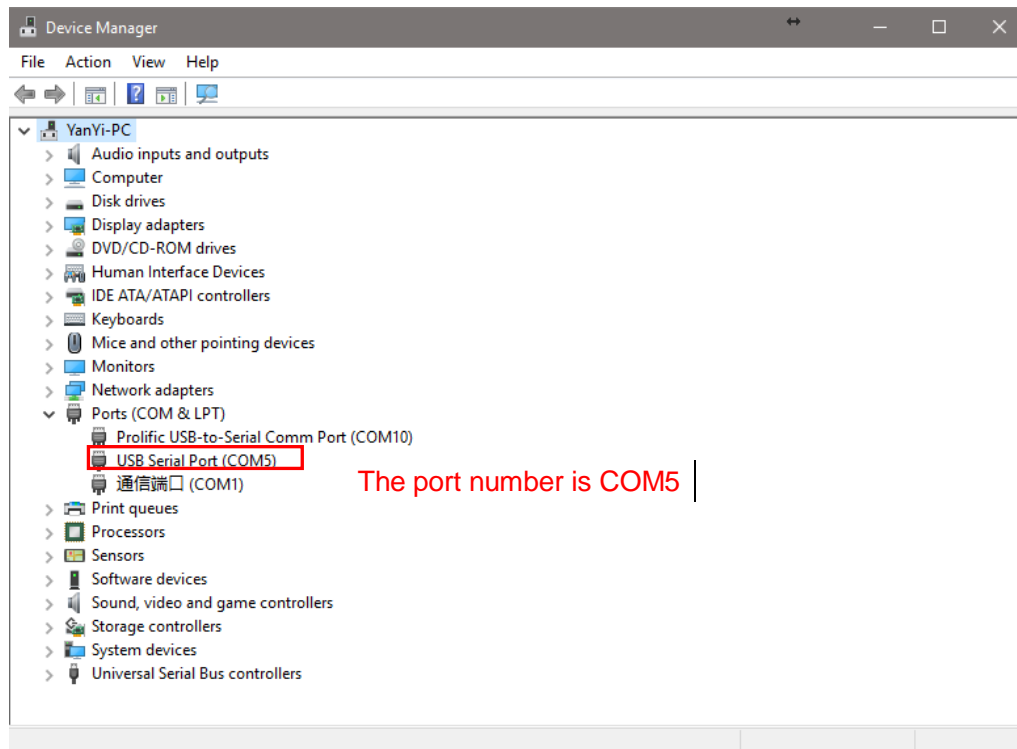 Device Manager
File Action View Help
YanYi-PC
Audio inputs and outputs
Computer
Disk drives
Display adapters
DVD/CD-ROM drives
Human Interface Devices
IDE ATA/ATAPI controllers
Keyboards
Mice and other pointing devices
Monitors
Network adapters
Ports (COM & LPT)
Prolific USB-to-Serial Comm Port (COM10)
USB Serial Port (COM5)
通信端口 (COM1)
The port number is COM5
Print queues
Processors
Sensors
Software devices
Sound, video and game controllers
Storage controllers
System devices
Universal Serial Bus controllers